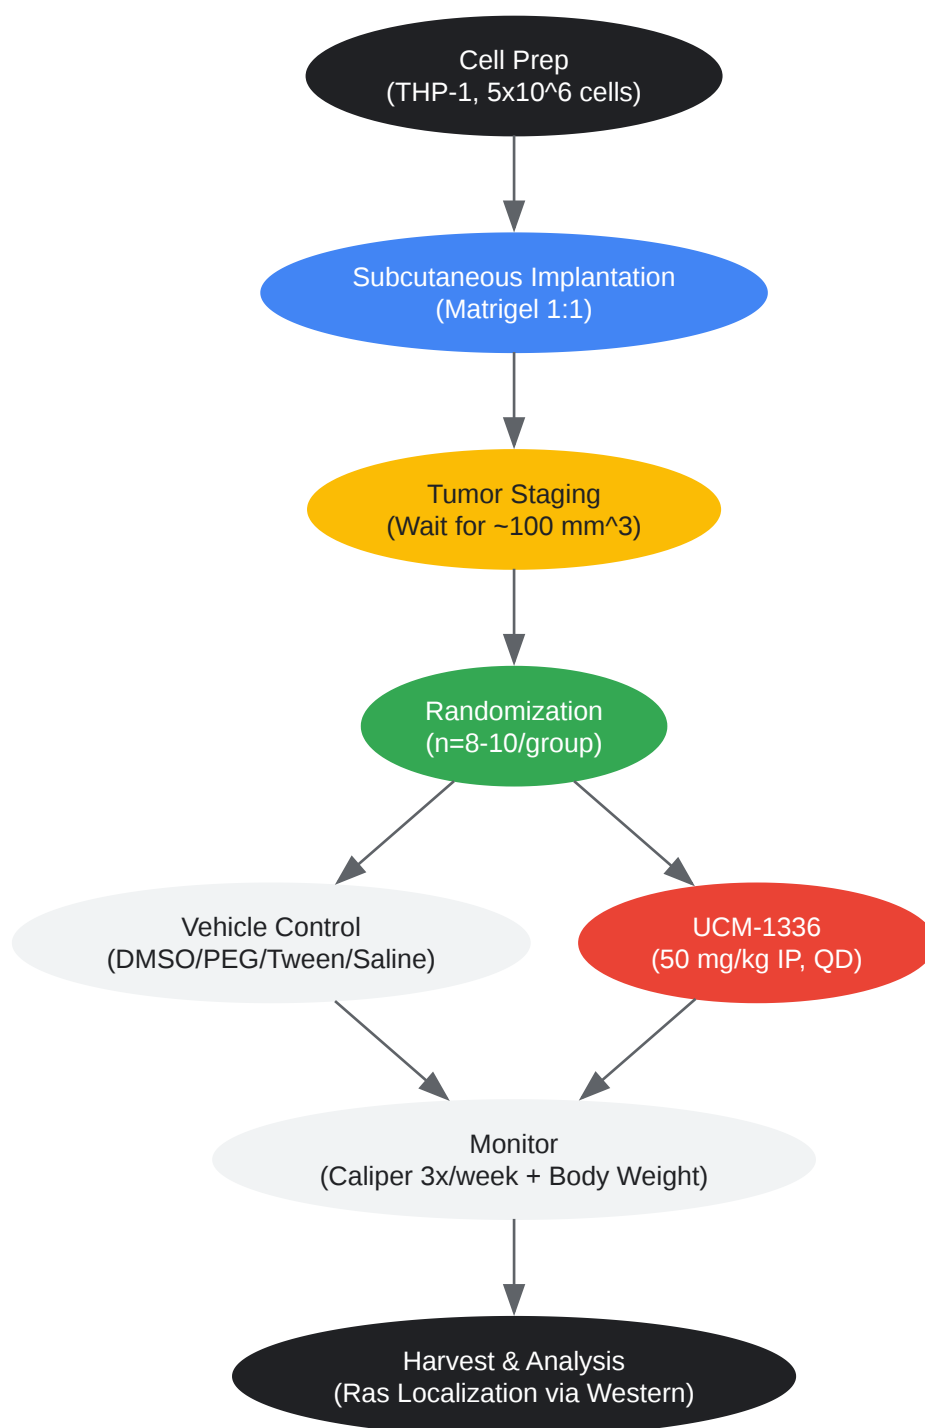 Cell Prep
(THP-1, 5x10^6 cells)
Subcutaneous Implantation
(Matrigel 1:1)
Tumor Staging
(Wait for ~100 mm^3)
Randomization
(n=8-10/group)
Vehicle Control
(DMSO/PEG/Tween/Saline)
UCM-1336
(50 mg/kg IP, QD)
Monitor
(Caliper 3x/week + Body Weight)
Harvest & Analysis
(Ras Localization via Western)